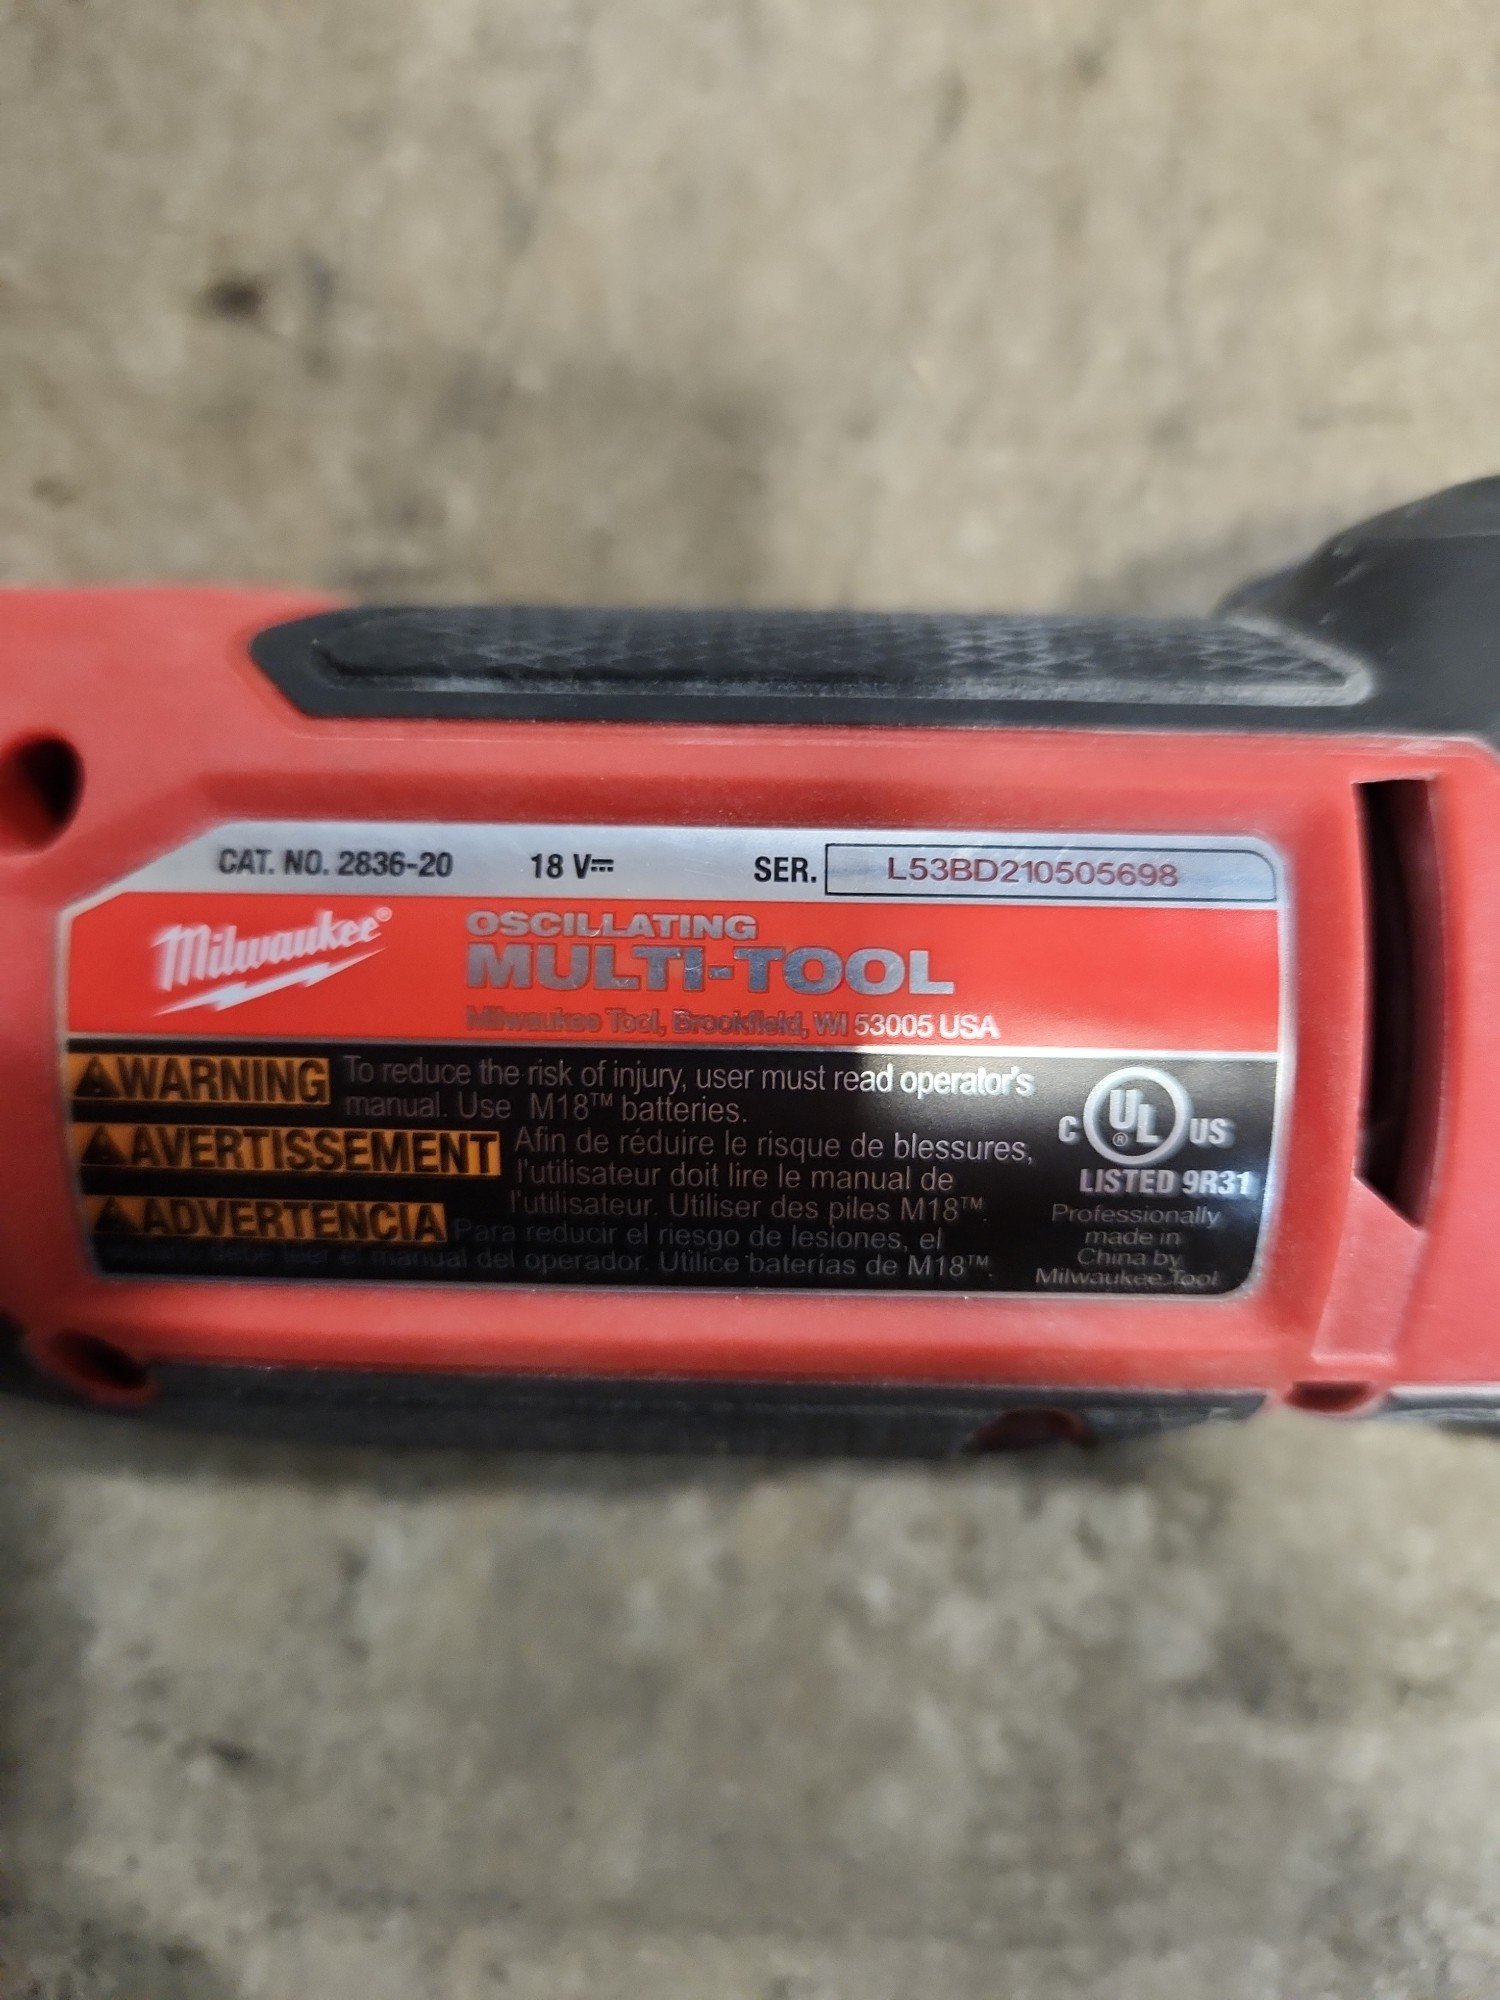 CAT. NO. 2836-20 18 V⎓ SER. L53BD210505698
Milwaukee®
OSCILLATING
MULTI-TOOL
Milwaukee Tool, Brookfield, WI 53005 USA
WARNING To reduce the risk of injury, user must read operator's
manual. Use M18™ batteries.
AVERTISSEMENT Afin de réduire le risque de blessures,
l'utilisateur doit lire le manual de
l'utilisateur. Utiliser des piles M18™.
ADVERTENCIA Para reducir el riesgo de lesiones, el
debe leer el manual del operador. Utilice baterías de M18™.
C UL® US
LISTED 9R31
Professionally
made in
China by
Milwaukee Tool